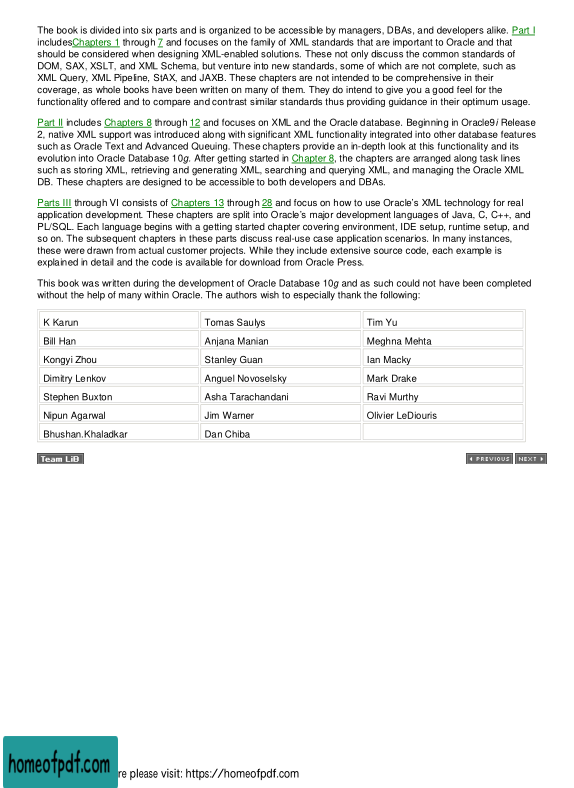 The book is divided into six parts and is organized to be accessible by managers, DBAs, and developers alike. Part I
includesChapters 1 through 7 and focuses on the family of XML standards that are important to Oracle and that
should be considered when designing XML-enabled solutions. These not only discuss the common standards of
DOM, SAX, XSLT, and XML Schema, but venture into new standards, some of which are not complete, such as
XML Query, XML Pipeline, StAX, and JAXB. These chapters are not intended to be comprehensive in their
coverage, as whole books have been written on many of them. They do intend to give you a good feel for the
functionality offered and to compare and contrast similar standards thus providing guidance in their optimum usage.
Part II includes Chapters 8 through 12 and focuses on XML and the Oracle database. Beginning in Oracle9i Release
2, native XML support was introduced along with significant XML functionality integrated into other database features
such as Oracle Text and Advanced Queuing. These chapters provide an in-depth look at this functionality and its
evolution into Oracle Database 10g. After getting started in Chapter 8, the chapters are arranged along task lines
such as storing XML, retrieving and generating XML, searching and querying XML, and managing the Oracle XML
DB. These chapters are designed to be accessible to both developers and DBAs.
Parts III through VI consists of Chapters 13 through 28 and focus on how to use Oracle's XML technology for real
application development. These chapters are split into Oracle's major development languages of Java, C, C++, and
PL/SQL. Each language begins with a getting started chapter covering environment, IDE setup, runtime setup, and
so on. The subsequent chapters in these parts discuss real-use case application scenarios. In many instances,
these were drawn from actual customer projects. While they include extensive source code, each example is
explained in detail and the code is available for download from Oracle Press.
This book was written during the development of Oracle Database 10g and as such could not have been completed
without the help of many within Oracle. The authors wish to especially thank the following:
K Karun Tomas Saulys Tim Yu
Bill Han Anjana Manian Meghna Mehta
Kongyi Zhou Stanley Guan Ian Macky
Dimitry Lenkov Anguel Novoselsky Mark Drake
Stephen Buxton Asha Tarachandani Ravi Murthy
Nipun Agarwal Jim Warner Olivier LeDiouris
Bhushan.Khaladkar Dan Chiba
Team LiB PREVIOUS NEXT
homeofpdf.com re please visit: https://homeofpdf.com